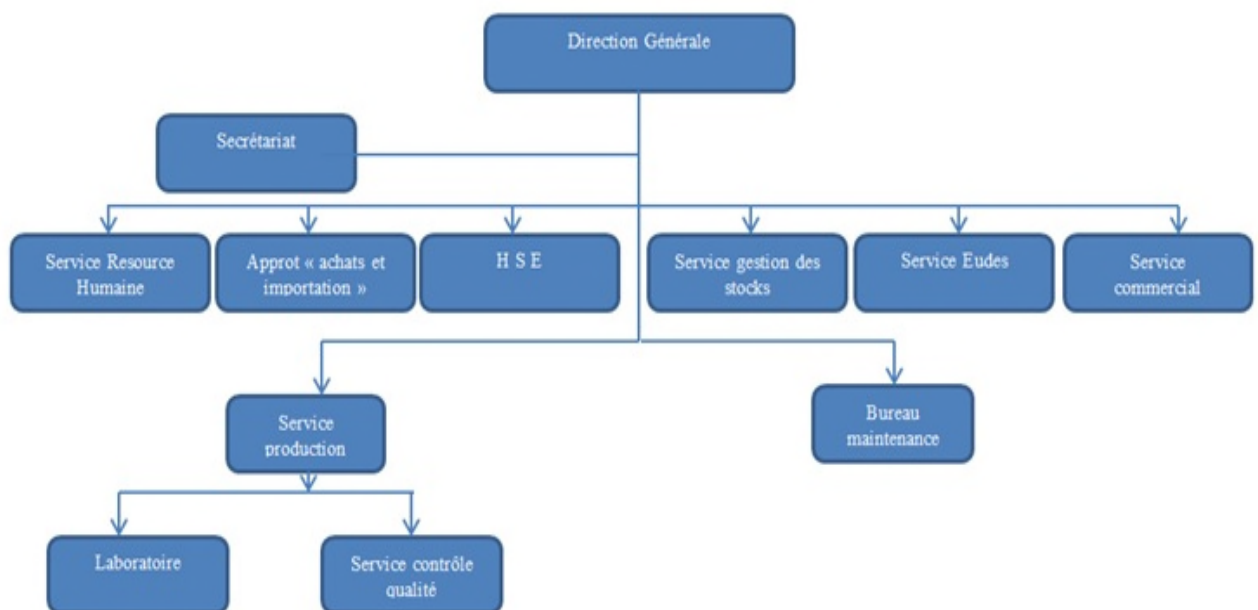 Direction Générale
Secrétariat
Service Resource
Humaine
Approt « achats et
importation »
H S E
Service gestion des
stocks
Service Eudes
Service
commercial
Service
production
Bureau
maintenance
Laboratoire
Service contrôle
qualité